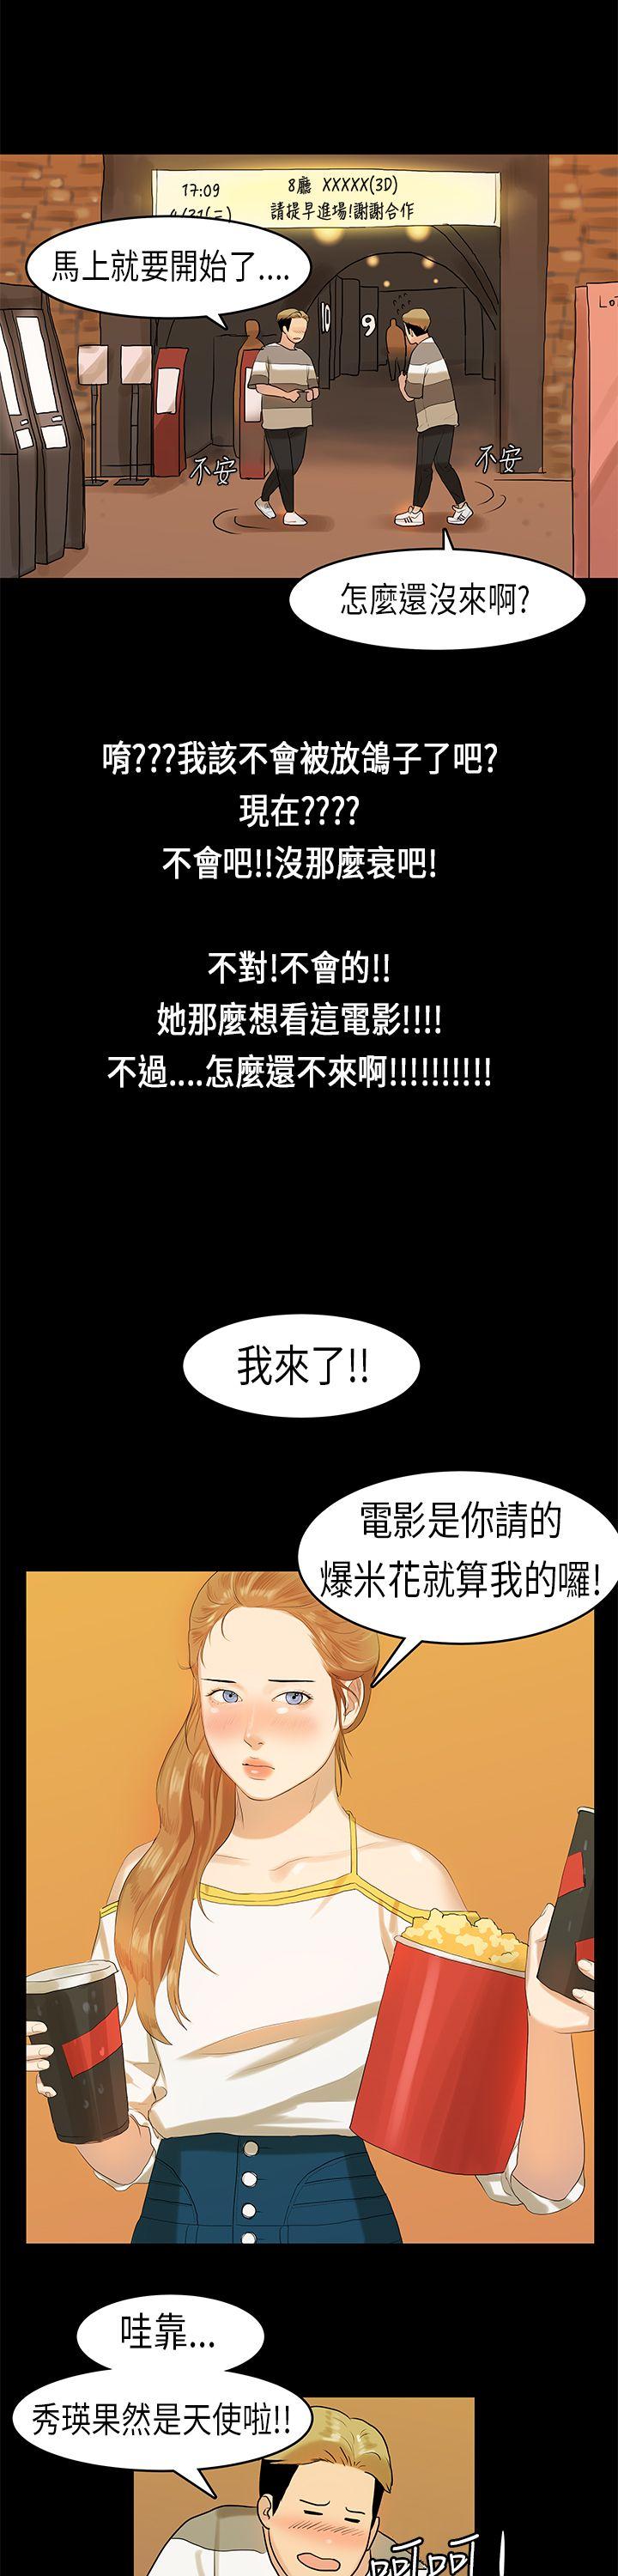 17:09
8廳 XXXXX(3D)
請提早進場!謝謝合作
馬上就要開始了....
10
9
不安
不安
怎麼還沒來啊?
唷???我該不會被放鴿子了吧?
現在????
不會吧!!沒那麼衰吧!
不對!不會的!!
她那麼想看這電影!!!!
不過....怎麼還不來啊!!!!!!!!!!
我來了!!
電影是你請的
爆米花就算我的囉!
哇靠...
秀瑛果然是天使啦!!
呵呵